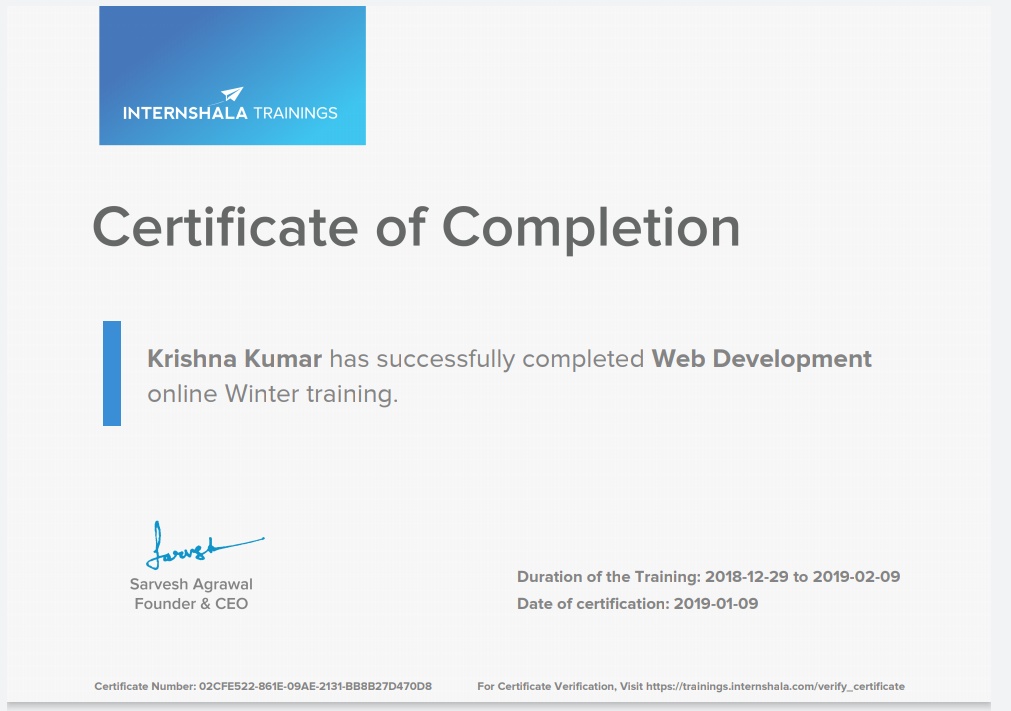 INTERNSHALA TRAININGS
Certificate of Completion
Krishna Kumar has successfully completed Web Development
online Winter training.
Sarvesh
Sarvesh Agrawal
Founder & CEO
Duration of the Training: 2018-12-29 to 2019-02-09
Date of certification: 2019-01-09
Certificate Number: 02CFE522-861E-09AE-2131-BB8B27D470D8
For Certificate Verification, Visit https://trainings.internshala.com/verify_certificate